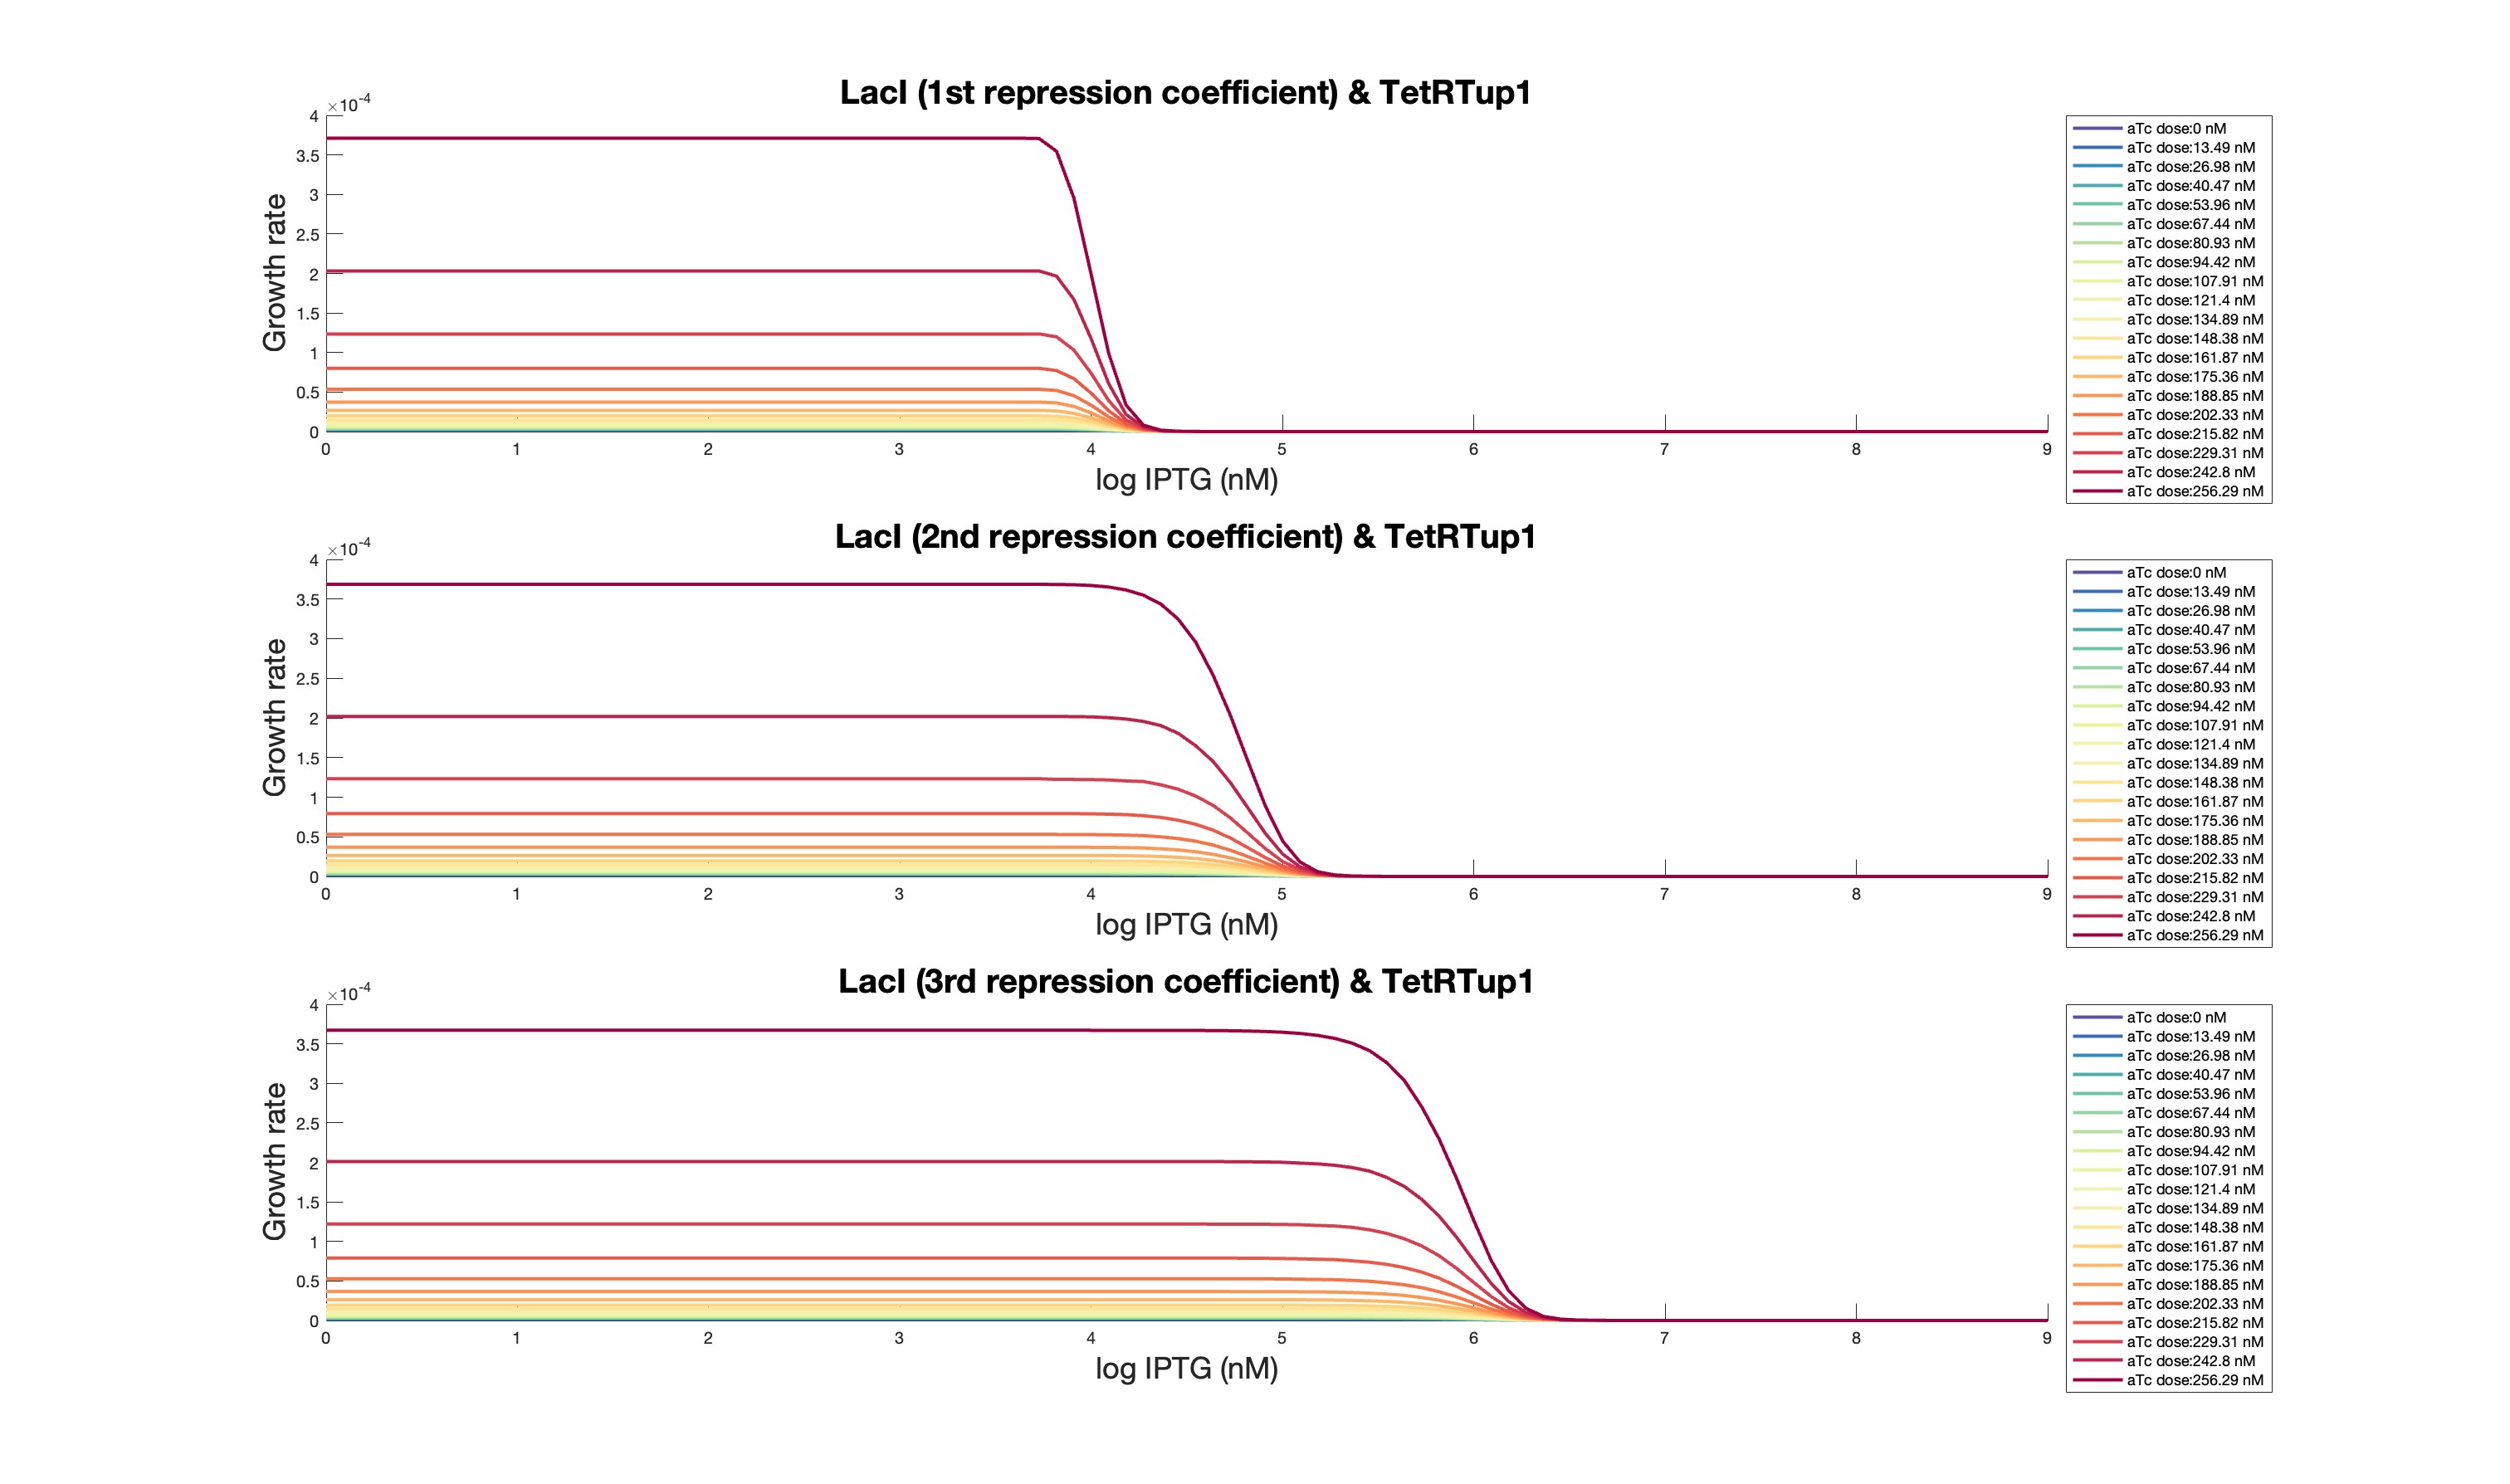 LacI (1st repression coefficient) & TetRTup1
×10-4
4
3.5
3
2.5
2
1.5
1
0.5
0
Growth rate
0 1 2 3 4 5 6 7 8 9
log IPTG (nM)
aTc dose:0 nM
aTc dose:13.49 nM
aTc dose:26.98 nM
aTc dose:40.47 nM
aTc dose:53.96 nM
aTc dose:67.44 nM
aTc dose:80.93 nM
aTc dose:94.42 nM
aTc dose:107.91 nM
aTc dose:121.4 nM
aTc dose:134.89 nM
aTc dose:148.38 nM
aTc dose:161.87 nM
aTc dose:175.36 nM
aTc dose:188.85 nM
aTc dose:202.33 nM
aTc dose:215.82 nM
aTc dose:229.31 nM
aTc dose:242.8 nM
aTc dose:256.29 nM
LacI (2nd repression coefficient) & TetRTup1
×10-4
4
3.5
3
2.5
2
1.5
1
0.5
0
Growth rate
0 1 2 3 4 5 6 7 8 9
log IPTG (nM)
aTc dose:0 nM
aTc dose:13.49 nM
aTc dose:26.98 nM
aTc dose:40.47 nM
aTc dose:53.96 nM
aTc dose:67.44 nM
aTc dose:80.93 nM
aTc dose:94.42 nM
aTc dose:107.91 nM
aTc dose:121.4 nM
aTc dose:134.89 nM
aTc dose:148.38 nM
aTc dose:161.87 nM
aTc dose:175.36 nM
aTc dose:188.85 nM
aTc dose:202.33 nM
aTc dose:215.82 nM
aTc dose:229.31 nM
aTc dose:242.8 nM
aTc dose:256.29 nM
LacI (3rd repression coefficient) & TetRTup1
×10-4
4
3.5
3
2.5
2
1.5
1
0.5
0
Growth rate
0 1 2 3 4 5 6 7 8 9
log IPTG (nM)
aTc dose:0 nM
aTc dose:13.49 nM
aTc dose:26.98 nM
aTc dose:40.47 nM
aTc dose:53.96 nM
aTc dose:67.44 nM
aTc dose:80.93 nM
aTc dose:94.42 nM
aTc dose:107.91 nM
aTc dose:121.4 nM
aTc dose:134.89 nM
aTc dose:148.38 nM
aTc dose:161.87 nM
aTc dose:175.36 nM
aTc dose:188.85 nM
aTc dose:202.33 nM
aTc dose:215.82 nM
aTc dose:229.31 nM
aTc dose:242.8 nM
aTc dose:256.29 nM